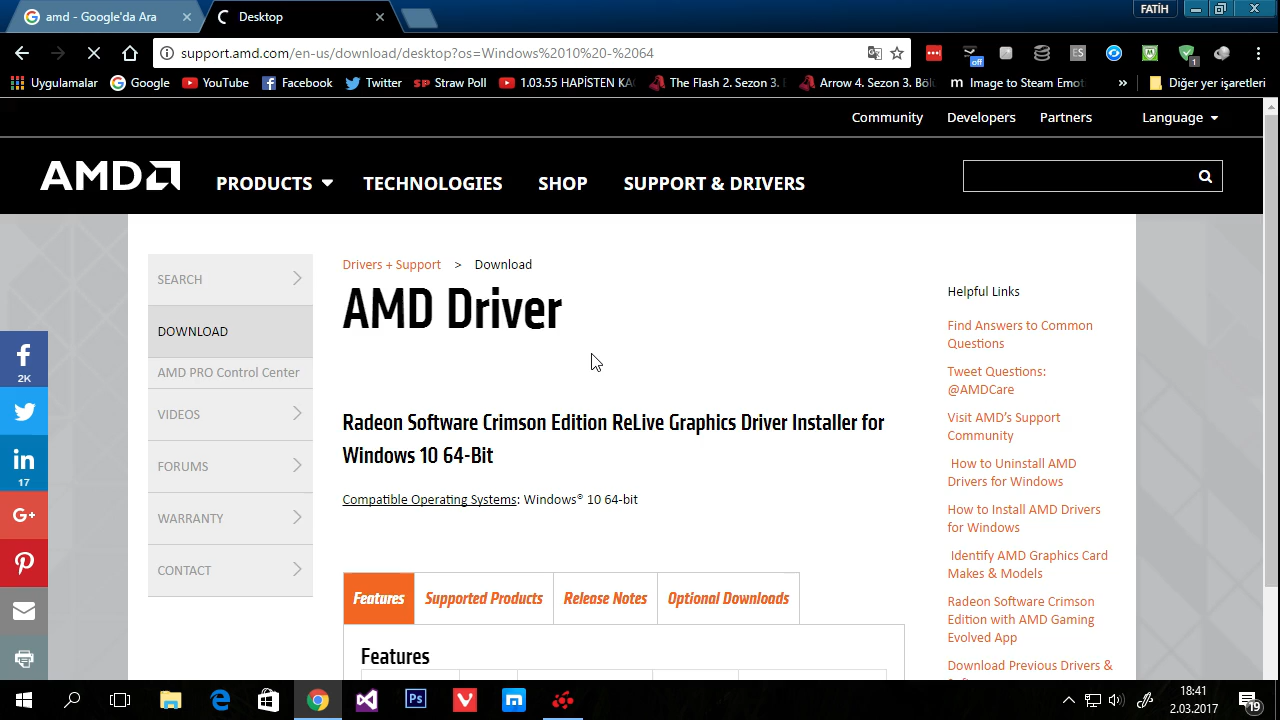 amd - Google'da Ara
Desktop
FATİH
support.amd.com/en-us/download/desktop?os=Windows%2010%20-%2064
off
ES
1
Uygulamalar
Google
YouTube
Facebook
Twitter
Straw Poll
1.03.55 HAPİSTEN
The Flash 2. Sezon 3.
Arrow 4. Sezon 3. Böl
Image to Steam Emot
»
Diğer yer işaretleri
Community
Developers
Partners
Language
AMD
PRODUCTS
TECHNOLOGIES
SHOP
SUPPORT & DRIVERS
SEARCH
DOWNLOAD
AMD PRO Control Center
VIDEOS
FORUMS
WARRANTY
CONTACT
2K
in
17
G+
Drivers + Support > Download
AMD Driver
Radeon Software Crimson Edition ReLive Graphics Driver Installer for
Windows 10 64-Bit
Compatible Operating Systems: Windows® 10 64-bit
Features
Supported Products
Release Notes
Optional Downloads
Features
Helpful Links
Find Answers to Common
Questions
Tweet Questions:
@AMDCare
Visit AMD's Support
Community
How to Uninstall AMD
Drivers for Windows
How to Install AMD Drivers
for Windows
Identify AMD Graphics Card
Makes & Models
Radeon Software Crimson
Edition with AMD Gaming
Evolved App
Download Previous Drivers &
Ps
18:41
2.03.2017
19